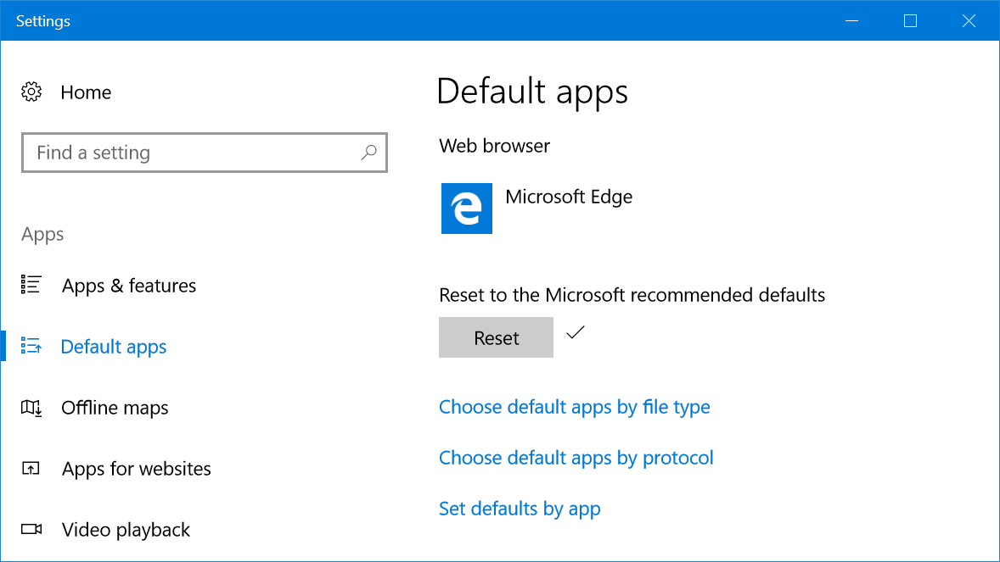 Settings
Home
Find a setting
Apps
Apps & features
Default apps
Offline maps
Apps for websites
Video playback
Default apps
Web browser
Microsoft Edge
Reset to the Microsoft recommended defaults
Reset
Choose default apps by file type
Choose default apps by protocol
Set defaults by app